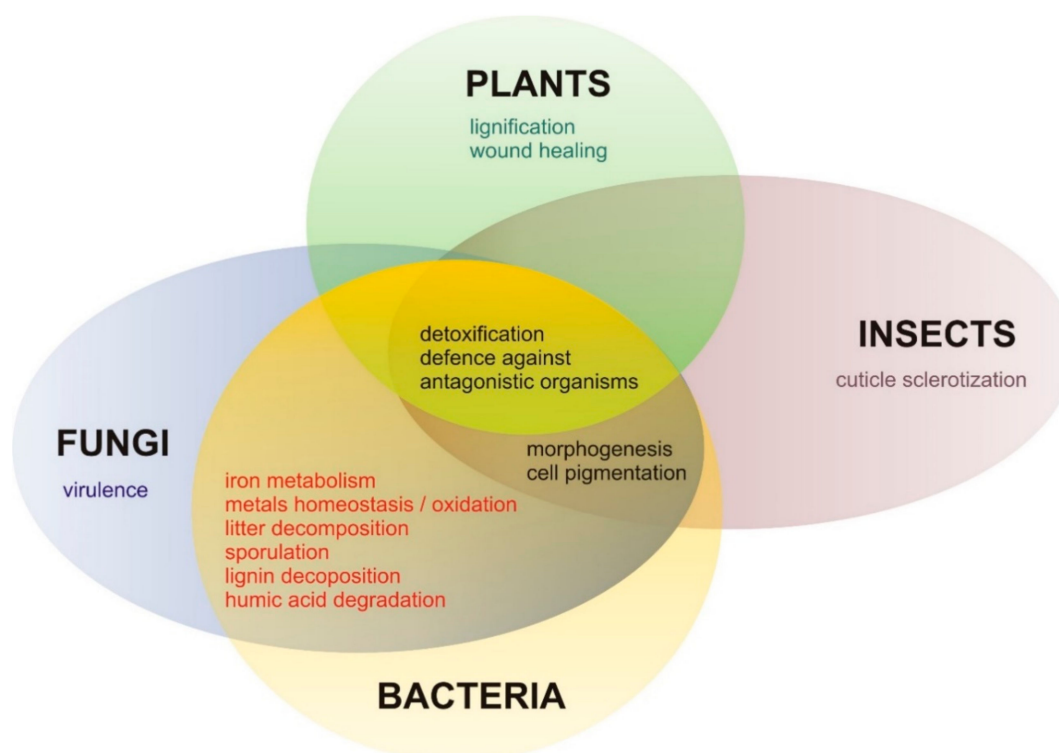 PLANTS
lignification
wound healing
detoxification
defence against
antagonistic organisms
INSECTS
cuticle sclerotization
FUNGI
virulence
morphogenesis
cell pigmentation
iron metabolism
metals homeostasis / oxidation
litter decomposition
sporulation
lignin decoposition
humic acid degradation
BACTERIA